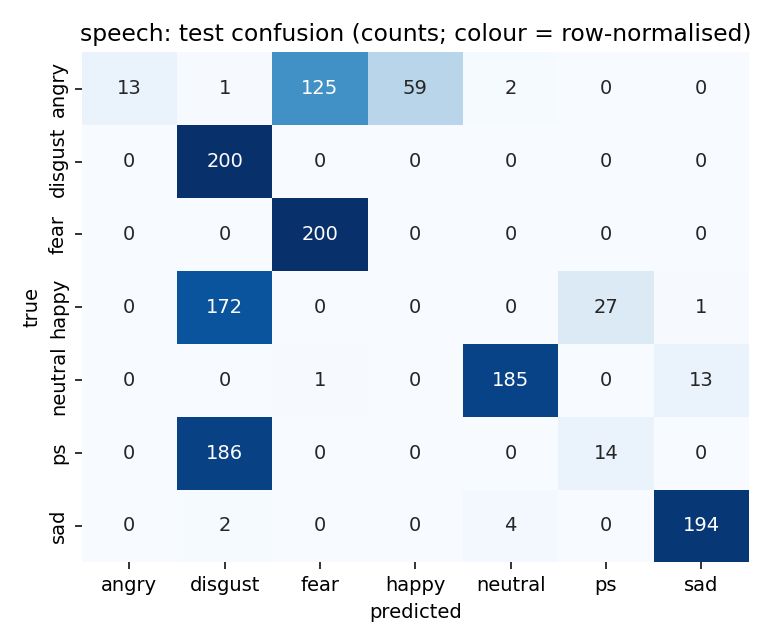 speech: test confusion (counts; colour = row-normalised)
angry 13 1 125 59 2 0 0
disgust 0 200 0 0 0 0 0
fear 0 0 200 0 0 0 0
happy 0 172 0 0 0 27 1
neutral 0 0 1 0 185 0 13
ps 0 186 0 0 0 14 0
sad 0 2 0 0 4 0 194
true
angry disgust fear happy neutral ps sad
predicted